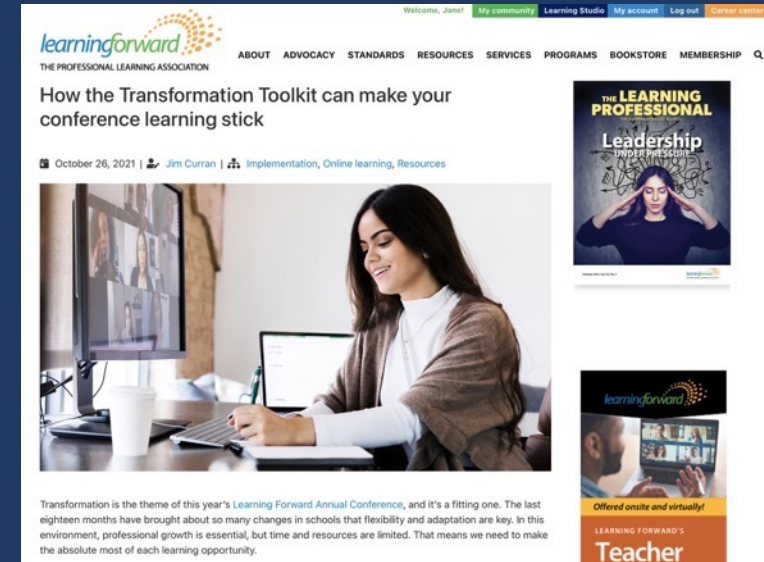 Welcome, Jane! My community Learning Studio My account Log out Career center
learningforward
THE PROFESSIONAL LEARNING ASSOCIATION
ABOUT ADVOCACY STANDARDS RESOURCES SERVICES PROGRAMS BOOKSTORE MEMBERSHIP
How the Transformation Toolkit can make your
conference learning stick
October 26, 2021 | Jim Curran | Implementation, Online learning, Resources
Transformation is the theme of this year's Learning Forward Annual Conference, and it's a fitting one. The last
eighteen months have brought about so many changes in schools that flexibility and adaptation are key. In this
environment, professional growth is essential, but time and resources are limited. That means we need to make
the absolute most of each learning opportunity.
THE LEARNING
PROFESSIONAL
Leadership
UNDER PRESSURE
learningforward
Offered onsite and virtually!
LEARNING FORWARD'S
Teacher